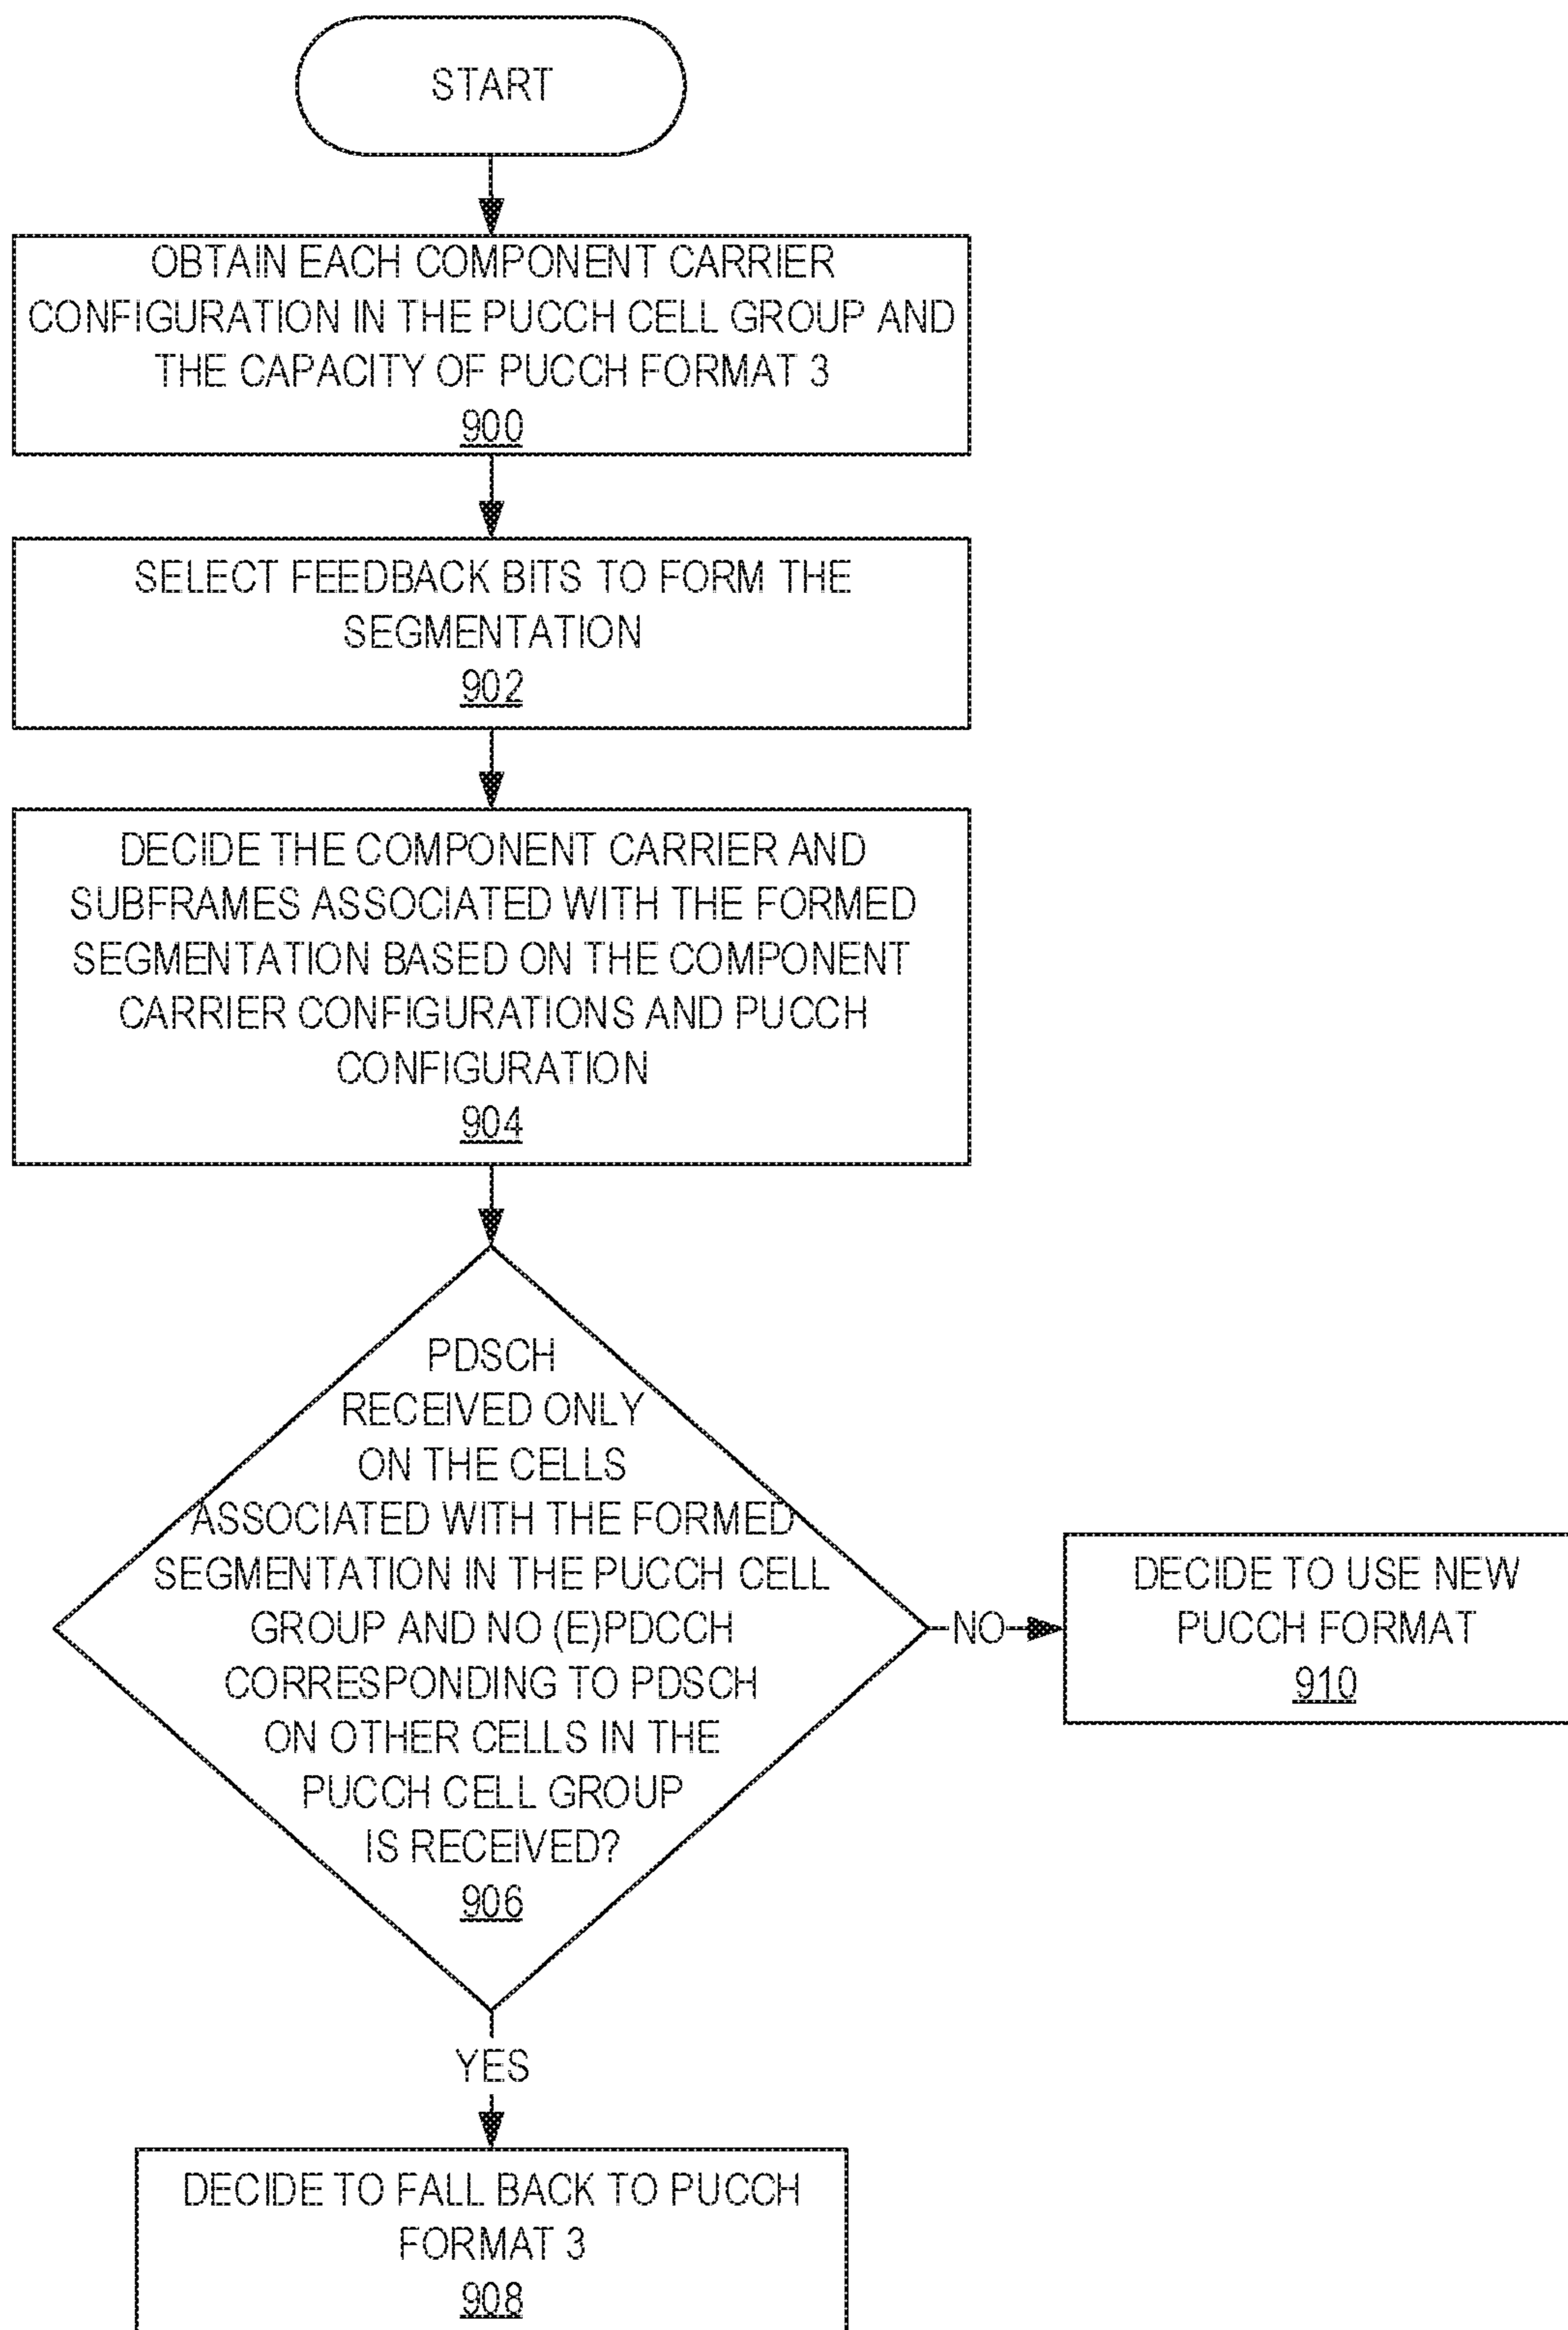 START
OBTAIN EACH COMPONENT CARRIER
CONFIGURATION IN THE PUCCH CELL GROUP AND
THE CAPACITY OF PUCCH FORMAT 3
900
SELECT FEEDBACK BITS TO FORM THE
SEGMENTATION
902
DECIDE THE COMPONENT CARRIER AND
SUBFRAMES ASSOCIATED WITH THE FORMED
SEGMENTATION BASED ON THE COMPONENT
CARRIER CONFIGURATIONS AND PUCCH
CONFIGURATION
904
PDSCH
RECEIVED ONLY
ON THE CELLS
ASSOCIATED WITH THE FORMED
SEGMENTATION IN THE PUCCH CELL
GROUP AND NO (E)PDCCH
CORRESPONDING TO PDSCH
ON OTHER CELLS IN THE
PUCCH CELL GROUP
IS RECEIVED?
906
NO
DECIDE TO USE NEW
PUCCH FORMAT
910
YES
DECIDE TO FALL BACK TO PUCCH
FORMAT 3
908